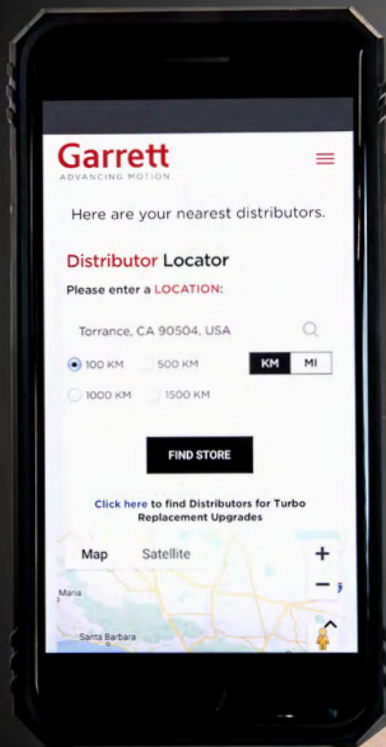 Garrett
ADVANCING MOTION
Here are your nearest distributors.
Distributor Locator
Please enter a LOCATION:
Torrance, CA 90504, USA
100 KM 500 KM KM MI
1000 KM 1500 KM
FIND STORE
Click here to find Distributors for Turbo
Replacement Upgrades
Map Satellite
Maria
Santa Barbara